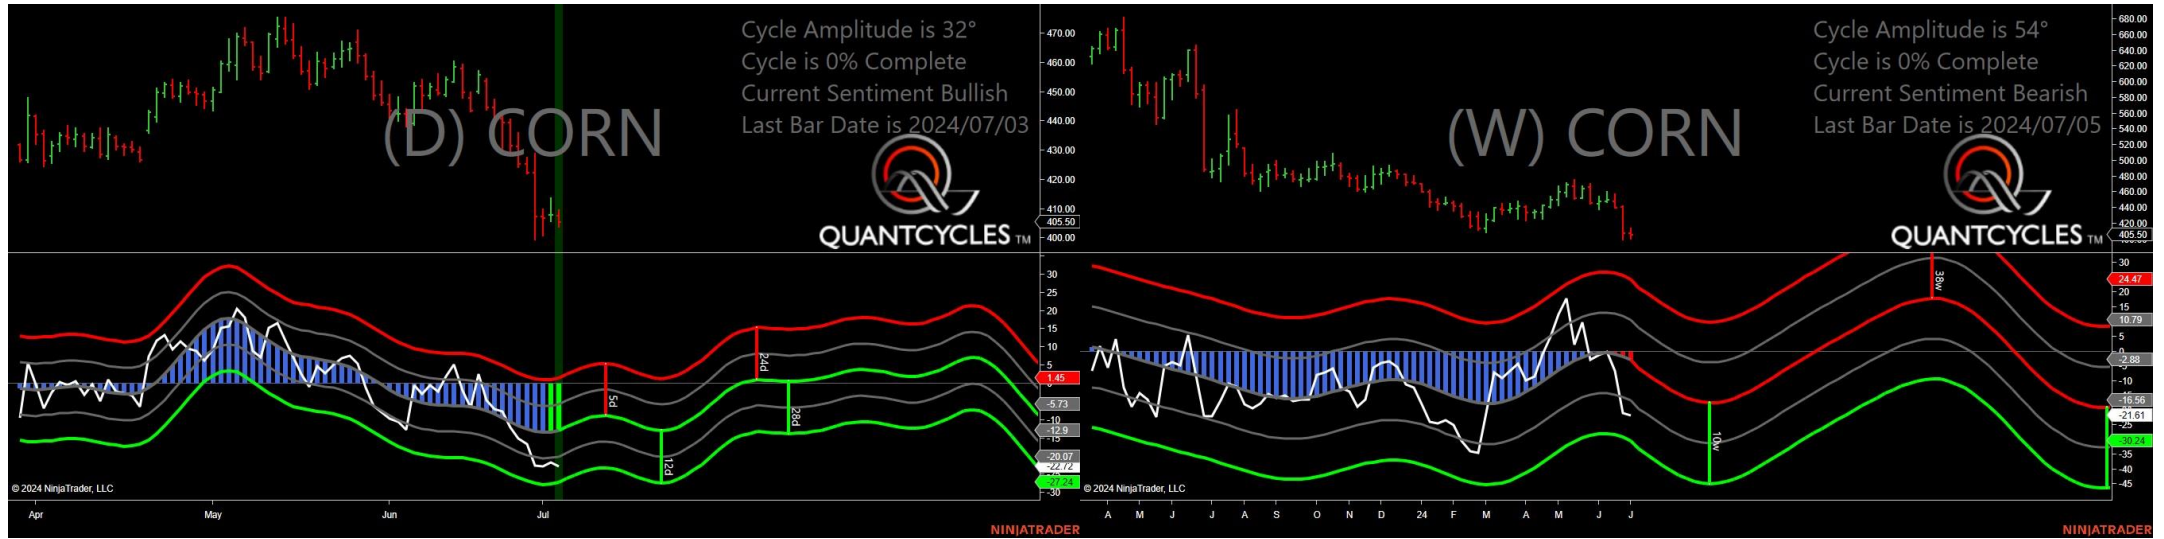 Cycle Amplitude is 32°
Cycle is 0% Complete
Current Sentiment Bullish
Last Bar Date is 2024/07/03
(D) CORN
QUANTCYCLES TM
470.00
460.00
450.00
440.00
430.00
420.00
410.00
405.50
400.00
30
25
20
15
10
5
1.45
-5.73
-10
-12.9
-15
-20.07
-22.72
-27.24
-30
5d
12d
24d
28d
© 2024 NinjaTrader, LLC
Apr
May
Jun
Jul
NINJATRADER
Cycle Amplitude is 54°
Cycle is 0% Complete
Current Sentiment Bearish
Last Bar Date is 2024/07/05
(W) CORN
QUANTCYCLES TM
680.00
660.00
640.00
620.00
600.00
580.00
560.00
540.00
520.00
500.00
480.00
460.00
440.00
420.00
405.50
30
24.47
20
15
10.79
5
0
-2.88
-5
-10
-16.56
-21.61
-25
-30.24
-35
-40
-45
10w
38w
© 2024 NinjaTrader, LLC
A M J J A S O N D 24 F M A M J J
NINJATRADER